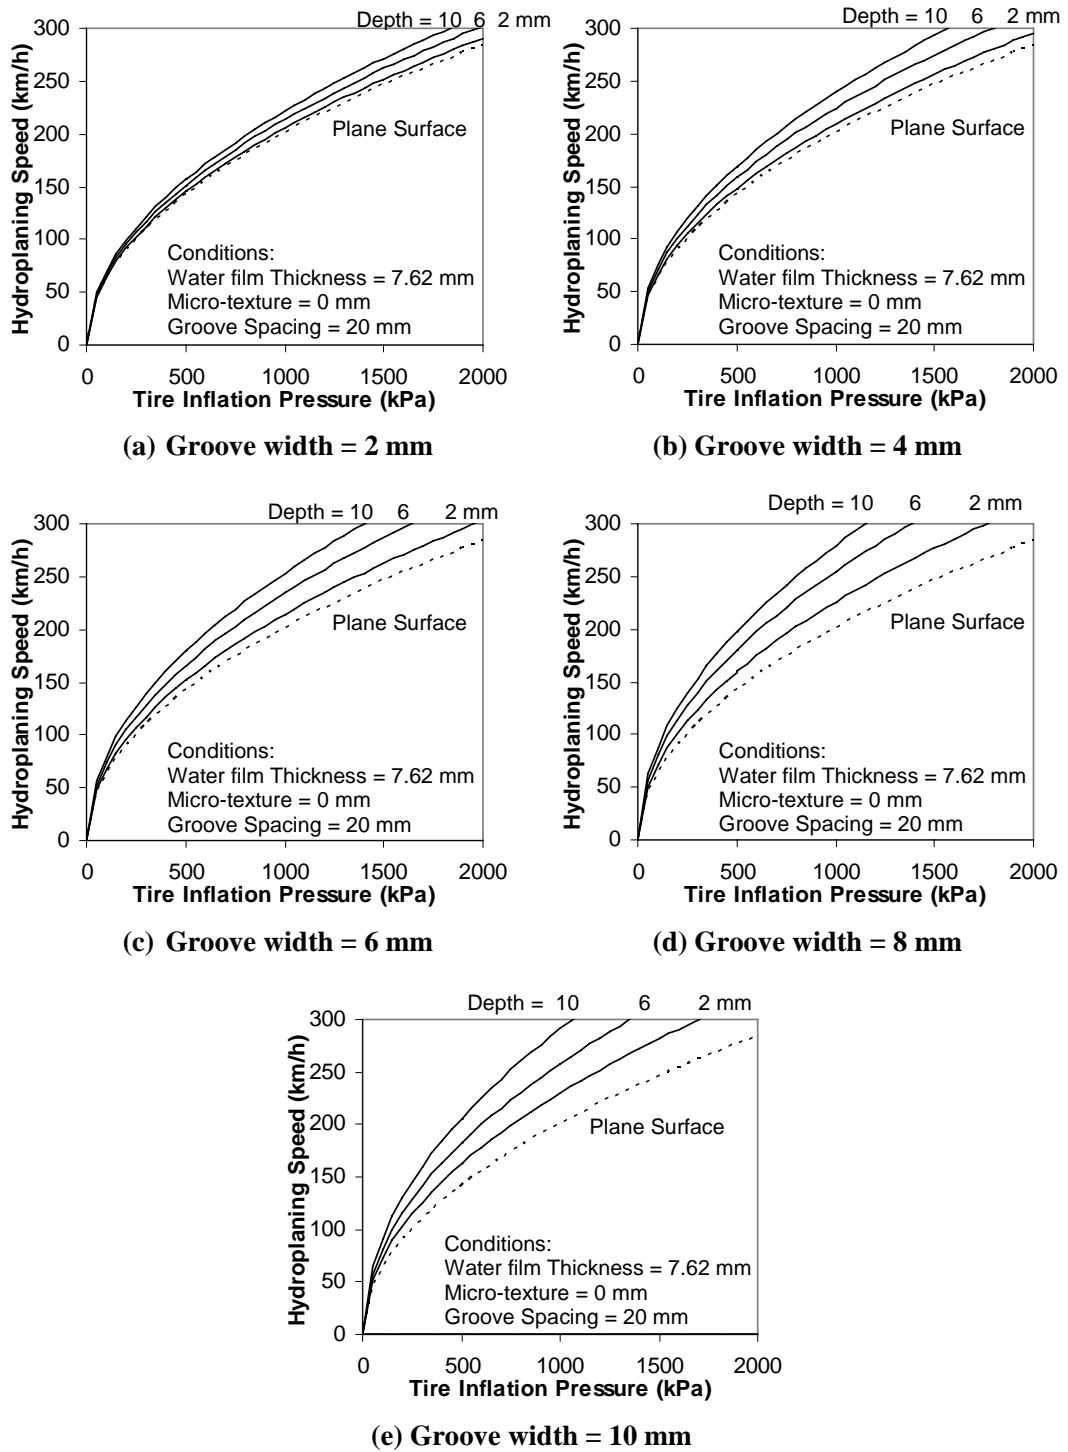 Depth = 10 6 2 mm
300
250
200
150
100
50
0
Hydroplaning Speed (km/h)
Plane Surface
Conditions:
Water film Thickness = 7.62 mm
Micro-texture = 0 mm
Groove Spacing = 20 mm
0 500 1000 1500 2000
Tire Inflation Pressure (kPa)
(a) Groove width = 2 mm
Depth = 10 6 2 mm
300
250
200
150
100
50
0
Hydroplaning Speed (km/h)
Plane Surface
Conditions:
Water film Thickness = 7.62 mm
Micro-texture = 0 mm
Groove Spacing = 20 mm
0 500 1000 1500 2000
Tire Inflation Pressure (kPa)
(b) Groove width = 4 mm
Depth = 10 6 2 mm
300
250
200
150
100
50
0
Hydroplaning Speed (km/h)
Plane Surface
Conditions:
Water film Thickness = 7.62 mm
Micro-texture = 0 mm
Groove Spacing = 20 mm
0 500 1000 1500 2000
Tire Inflation Pressure (kPa)
(c) Groove width = 6 mm
Depth = 10 6 2 mm
300
250
200
150
100
50
0
Hydroplaning Speed (km/h)
Plane Surface
Conditions:
Water film Thickness = 7.62 mm
Micro-texture = 0 mm
Groove Spacing = 20 mm
0 500 1000 1500 2000
Tire Inflation Pressure (kPa)
(d) Groove width = 8 mm
Depth = 10 6 2 mm
300
250
200
150
100
50
0
Hydroplaning Speed (km/h)
Plane Surface
Conditions:
Water film Thickness = 7.62 mm
Micro-texture = 0 mm
Groove Spacing = 20 mm
0 500 1000 1500 2000
Tire Inflation Pressure (kPa)
(e) Groove width = 10 mm